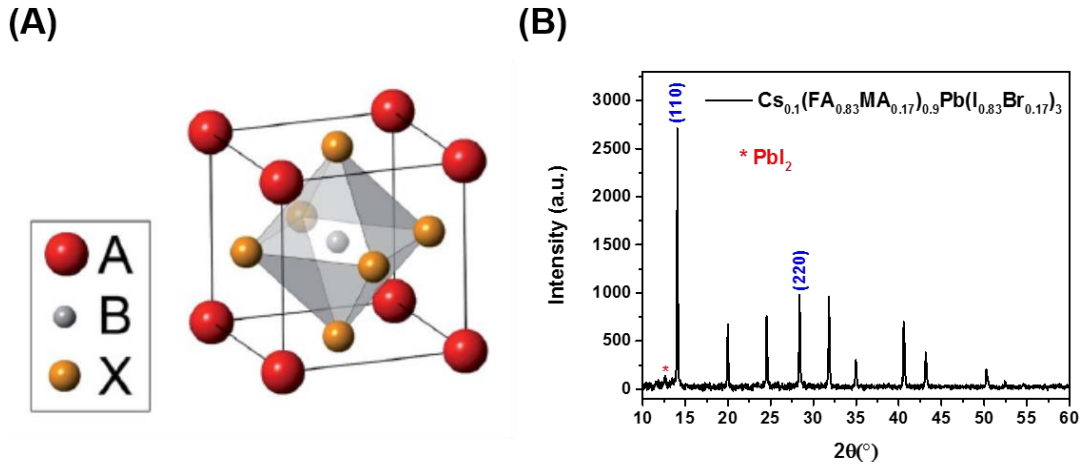 (A)
A
B
X
(B)
Cs0.1(FA0.83MA0.17)0.9Pb(I0.83Br0.17)3
* PbI2
(110)
(220)
*
Intensity (a.u.)
3000
2500
2000
1500
1000
500
0
10 15 20 25 30 35 40 45 50 55 60
2θ(°)